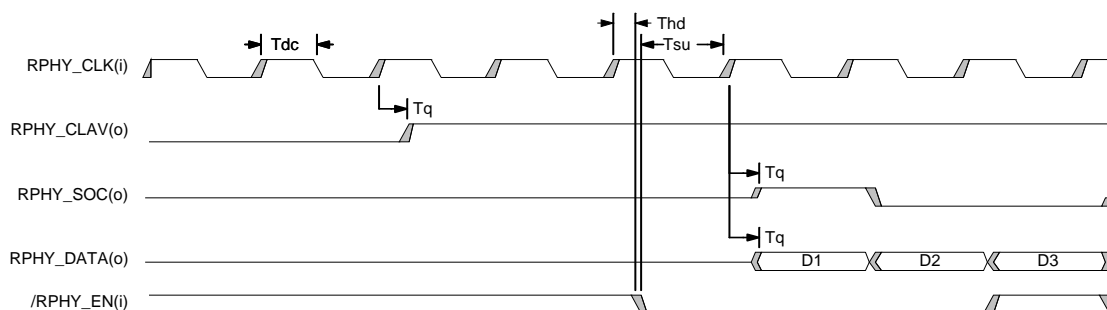 Thd
Tdc
Tsu
RPHY_CLK(i)
Tq
RPHY_CLAV(o)
Tq
RPHY_SOC(o)
Tq
RPHY_DATA(o)
D1 D2 D3
/RPHY_EN(i)